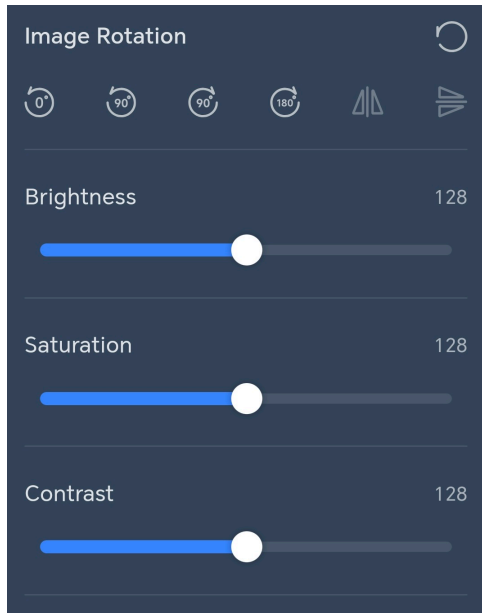 Image Rotation
0° 90° 90° 180°
Brightness 128
Saturation 128
Contrast 128